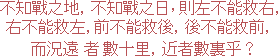 不知戰之地，不知戰之日，則左不能救右，
右不能救左，前不能救後，後不能救前，
而況遠 者 數十里，近者數裏乎？